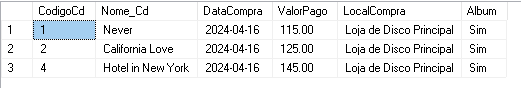 CodigoCd Nome_Cd DataCompra ValorPago LocalCompra Album
1 1 Never 2024-04-16 115.00 Loja de Disco Principal Sim
2 2 California Love 2024-04-16 125.00 Loja de Disco Principal Sim
3 4 Hotel in New York 2024-04-16 145.00 Loja de Disco Principal Sim